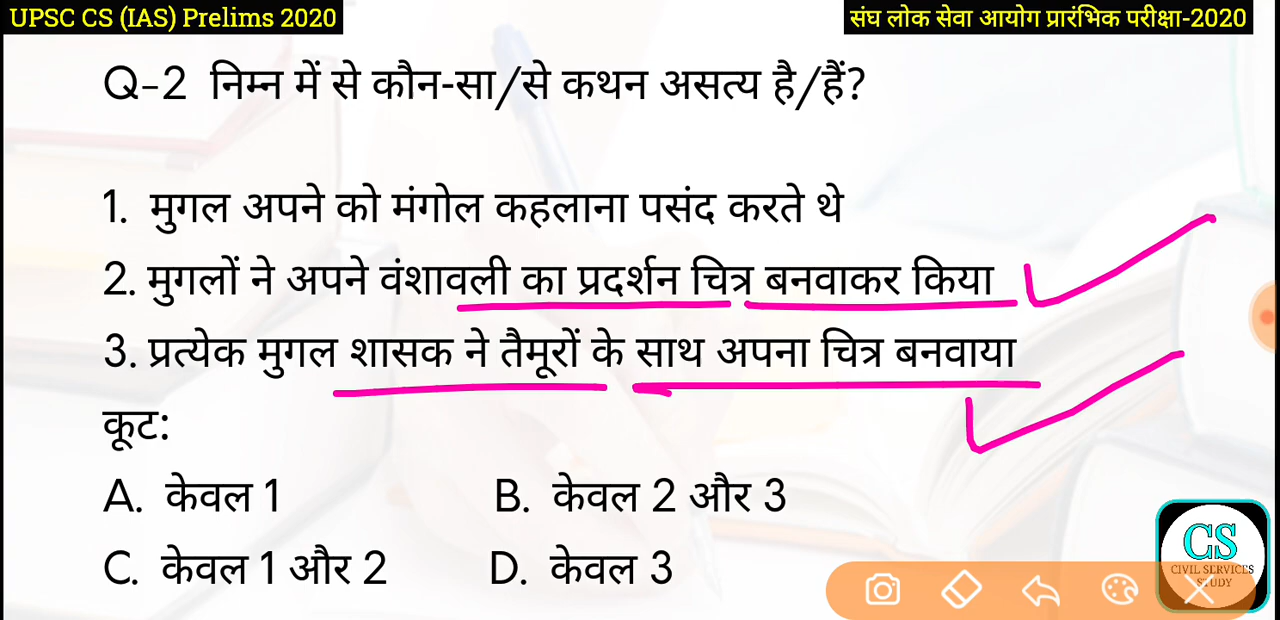 UPSC CS (IAS) Prelims 2020
संघ लोक सेवा आयोग प्रारंभिक परीक्षा-2020
Q-2 निम्न में से कौन-सा/से कथन असत्य है/हैं?
1. मुगल अपने को मंगोल कहलाना पसंद करते थे
2. मुगलों ने अपने वंशावली का प्रदर्शन चित्र बनवाकर किया
3. प्रत्येक मुगल शासक ने तैमूरों के साथ अपना चित्र बनवाया
कूट:
A. केवल 1 B. केवल 2 और 3
C. केवल 1 और 2 D. केवल 3
CS
CIVIL SERVICES
STUDY